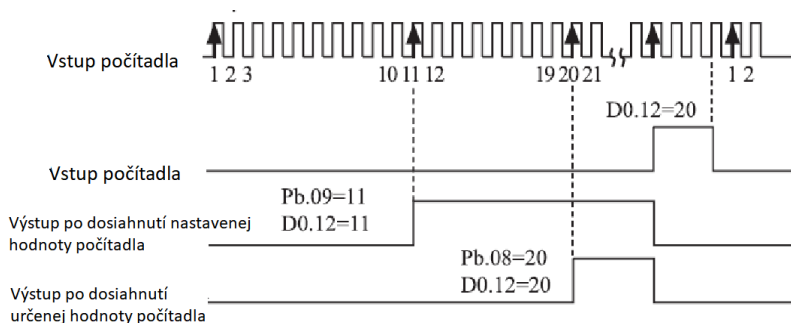 Vstup počítadla
1 2 3
10 11 12
19 20 21
1 2
D0.12=20
Vstup počítadla
Pb.09=11
D0.12=11
Výstup po dosiahnutí nastavenej
hodnoty počítadla
Pb.08=20
D0.12=20
Výstup po dosiahnutí
určenej hodnoty počítadla